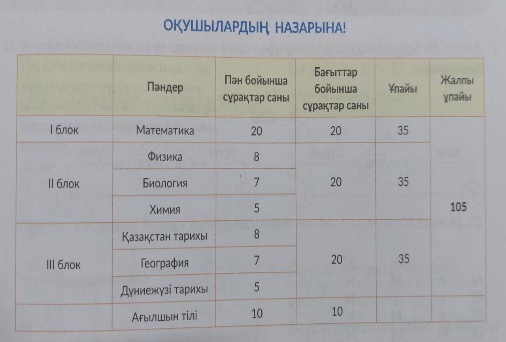 ОҚУШЫЛАРДЫҢ НАЗАРЫНА!
Пәндер
Пән бойынша
сұрақтар саны
Бағыттар
бойынша
сұрақтар саны
Ұпайы
Жалпы
ұпайы
I блок Математика 20 20 35
Физика 8
II блок Биология 7 20 35
Химия 5
105
Қазақстан тарихы 8
III блок География 7 20 35
Дүниежүзі тарихы 5
Ағылшын тілі 10 10